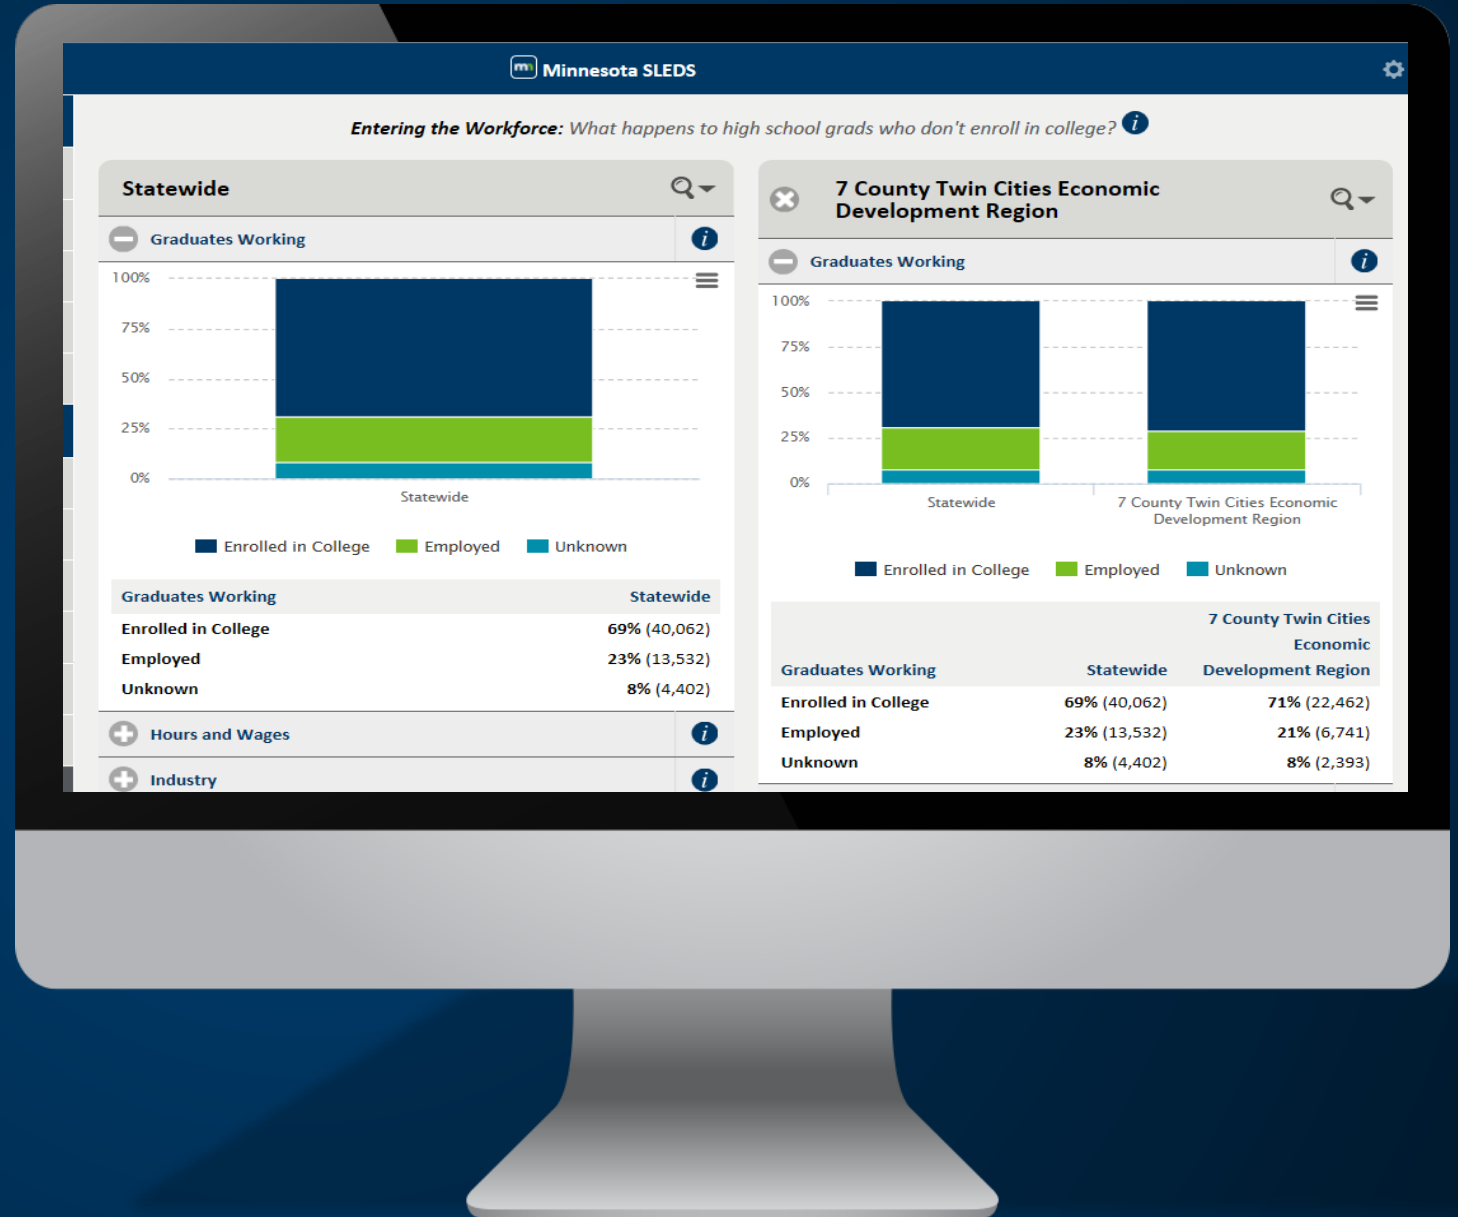 mn Minnesota SLEDS
Entering the Workforce: What happens to high school grads who don't enroll in college? i
Statewide
Graduates Working i
100%
75%
50%
25%
0%
Statewide
Enrolled in College Employed Unknown
Graduates Working Statewide
Enrolled in College 69% (40,062)
Employed 23% (13,532)
Unknown 8% (4,402)
Hours and Wages i
Industry i
7 County Twin Cities Economic
Development Region
Graduates Working i
100%
75%
50%
25%
0%
Statewide 7 County Twin Cities Economic
Development Region
Enrolled in College Employed Unknown
7 County Twin Cities
Economic
Graduates Working Statewide Development Region
Enrolled in College 69% (40,062) 71% (22,462)
Employed 23% (13,532) 21% (6,741)
Unknown 8% (4,402) 8% (2,393)